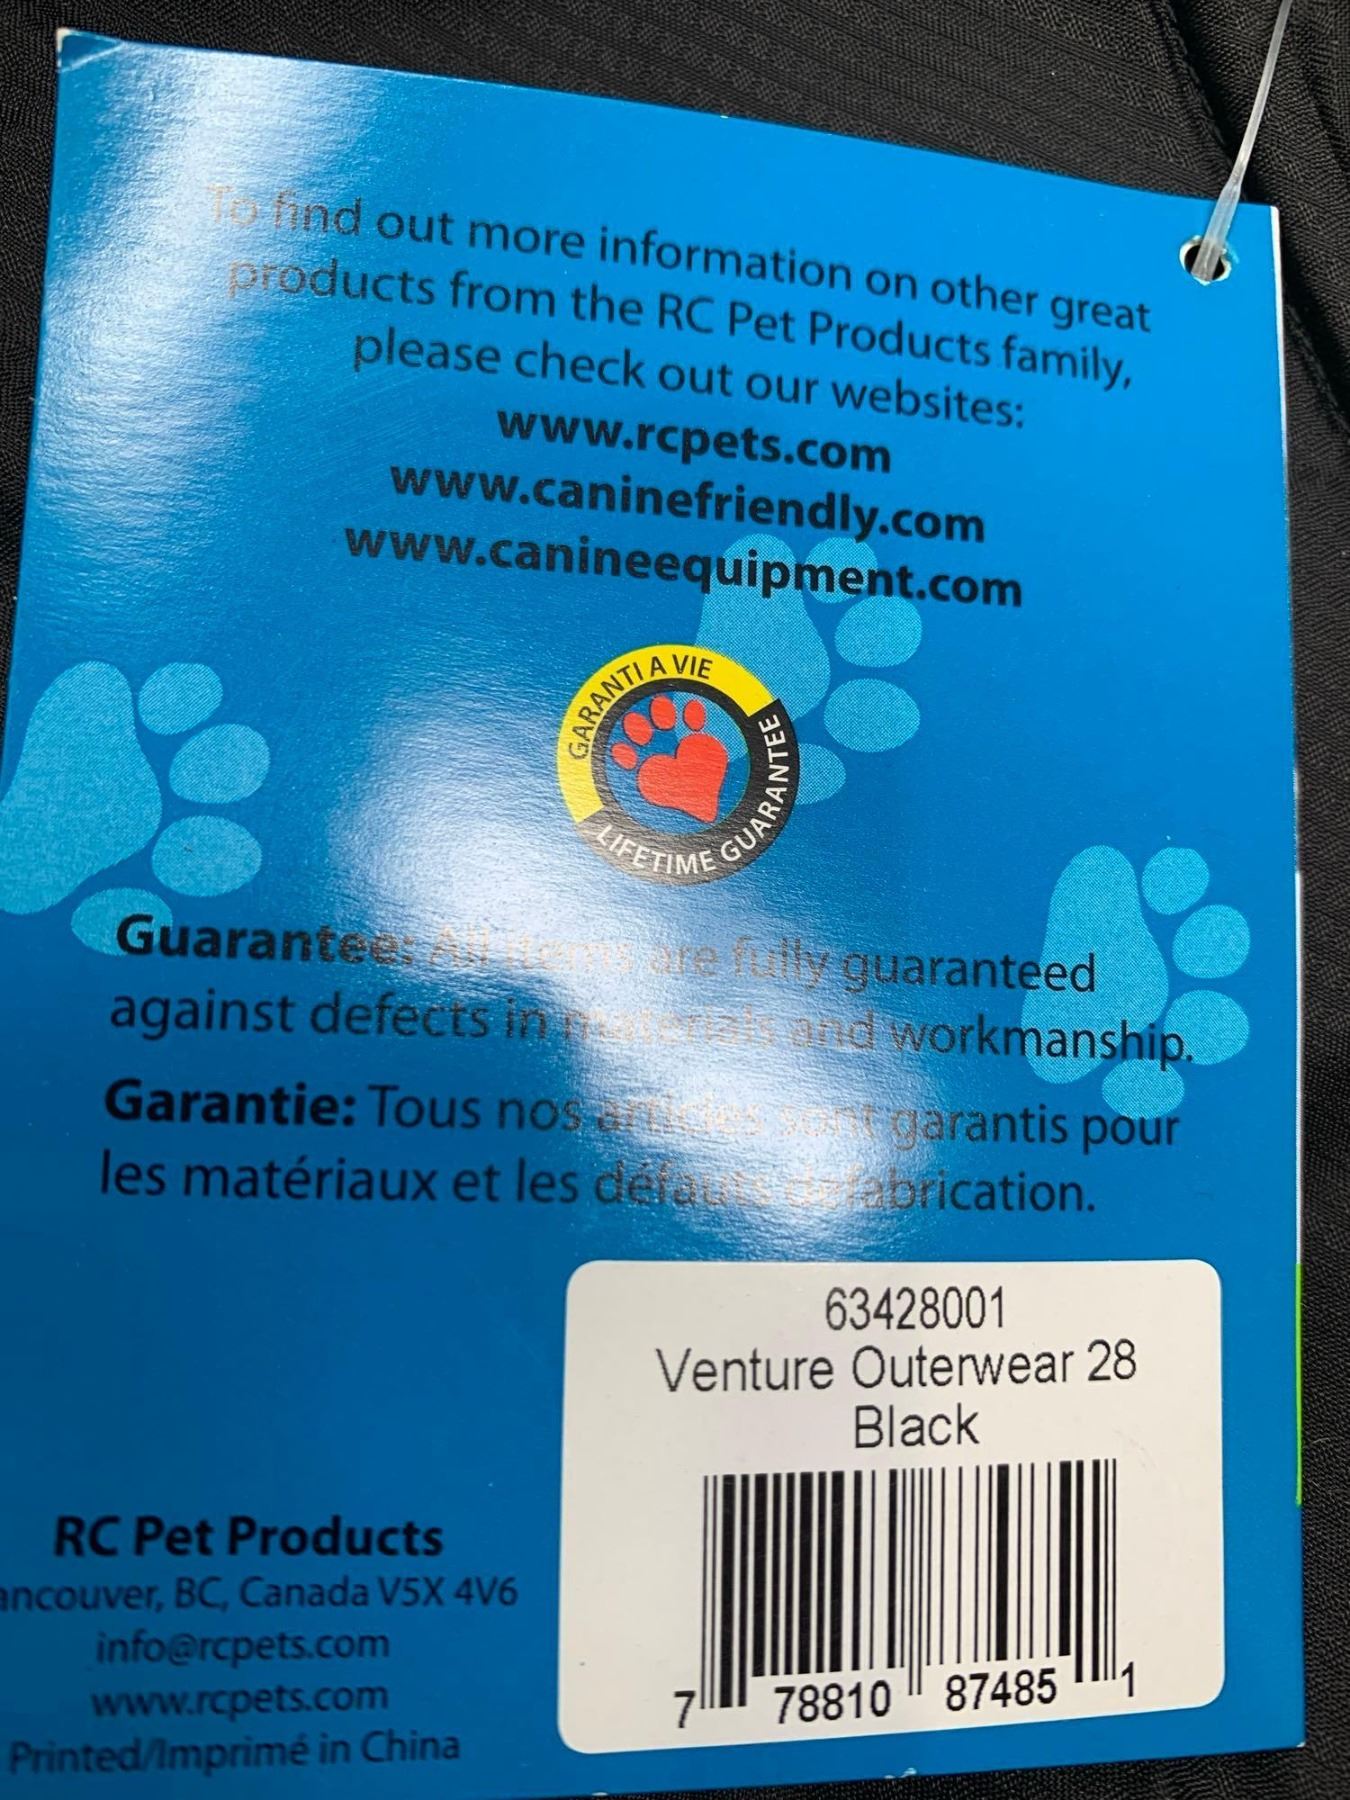 To find out more information on other great
products from the RC Pet Products family,
please check out our websites:
www.rcpets.com
www.caninefriendly.com
www.canineequipment.com
GARANTI A VIE
LIFETIME GUARANTEE
Guarantee: All items are fully guaranteed
against defects in materials and workmanship.
Garantie: Tous nos articles sont garantis pour
les matériaux et les défauts defabrication.
63428001
Venture Outerwear 28
Black
7 78810 87485 1
RC Pet Products
ancouver, BC, Canada V5X 4V6
info@rcpets.com
www.rcpets.com
Printed/Imprimé in China